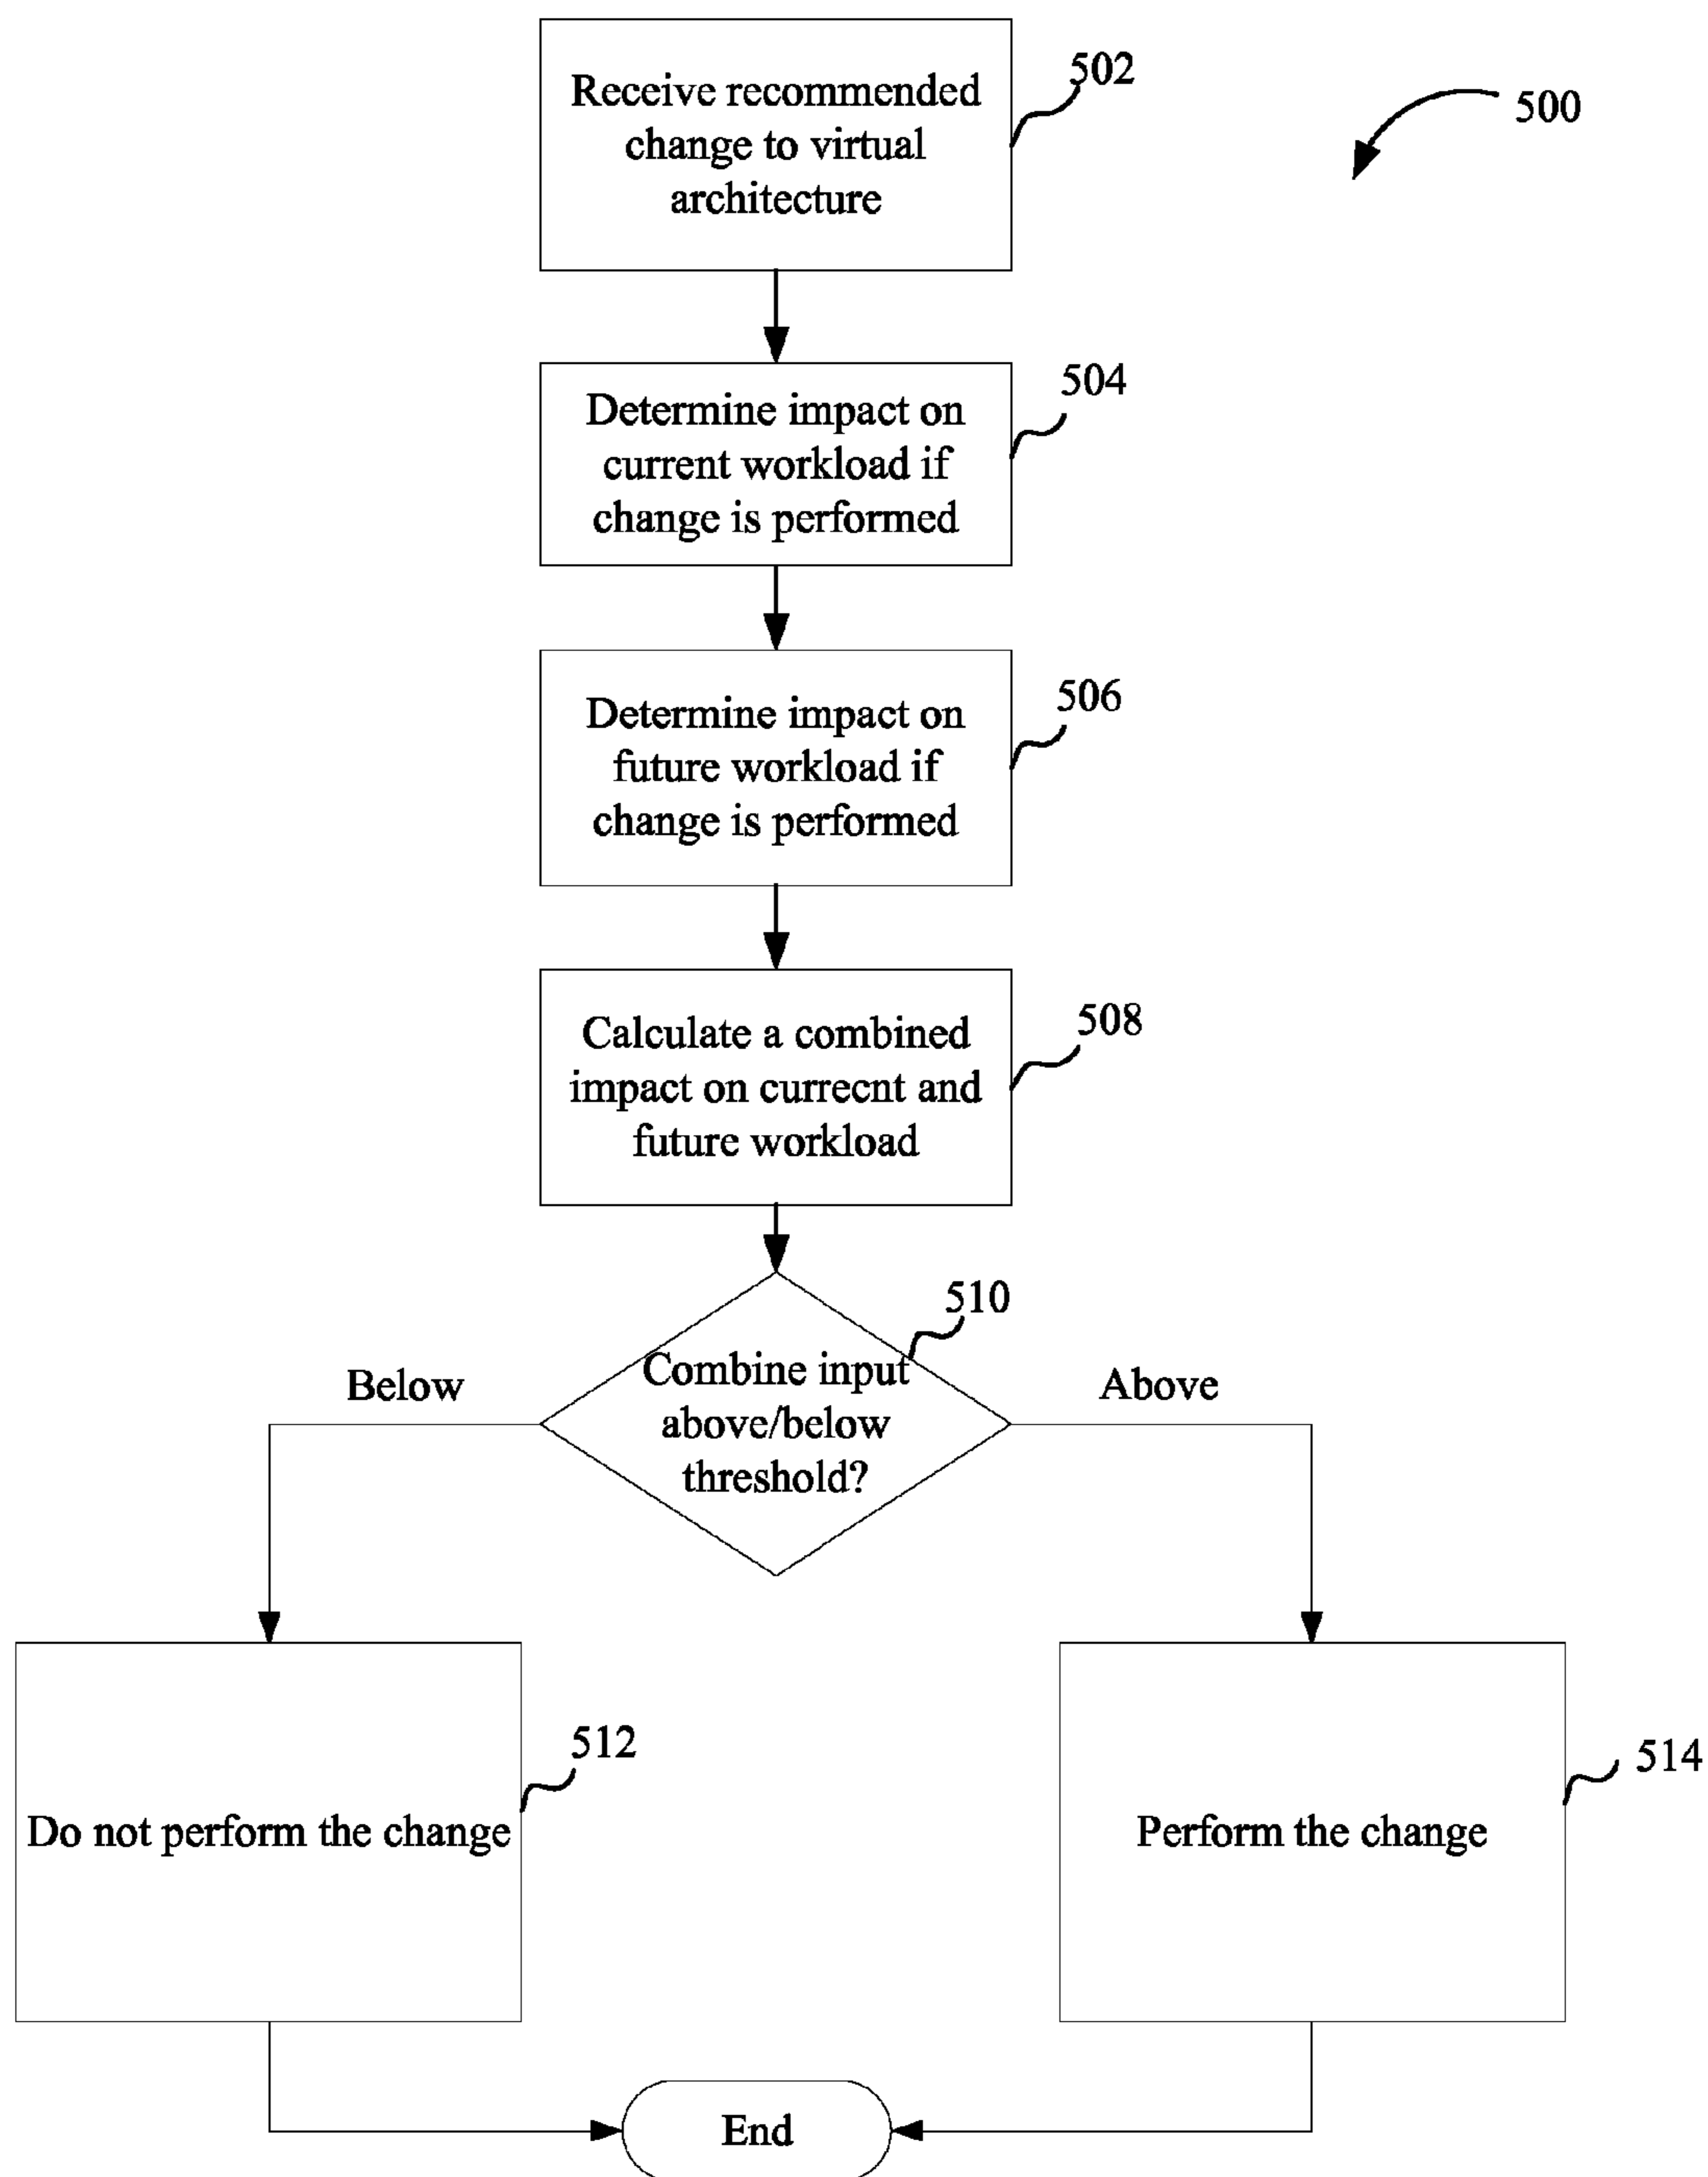 Receive recommended
change to virtual
architecture
502
500
Determine impact on
current workload if
change is performed
504
Determine impact on
future workload if
change is performed
506
Calculate a combined
impact on currecnt and
future workload
508
510
Combine input
above/below
threshold?
Below
Above
Do not perform the change
512
Perform the change
514
End